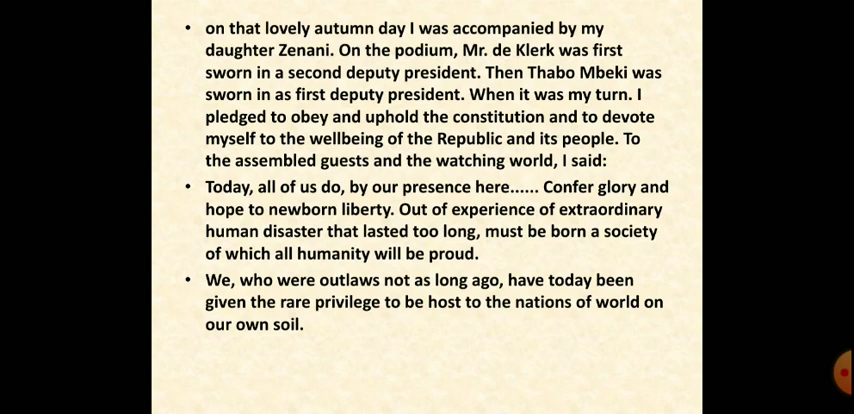 • on that lovely autumn day I was accompanied by my
daughter Zenani. On the podium, Mr. de Klerk was first
sworn in a second deputy president. Then Thabo Mbeki was
sworn in as first deputy president. When it was my turn. I
pledged to obey and uphold the constitution and to devote
myself to the wellbeing of the Republic and its people. To
the assembled guests and the watching world, I said:
• Today, all of us do, by our presence here...... Confer glory and
hope to newborn liberty. Out of experience of extraordinary
human disaster that lasted too long, must be born a society
of which all humanity will be proud.
• We, who were outlaws not as long ago, have today been
given the rare privilege to be host to the nations of world on
our own soil.